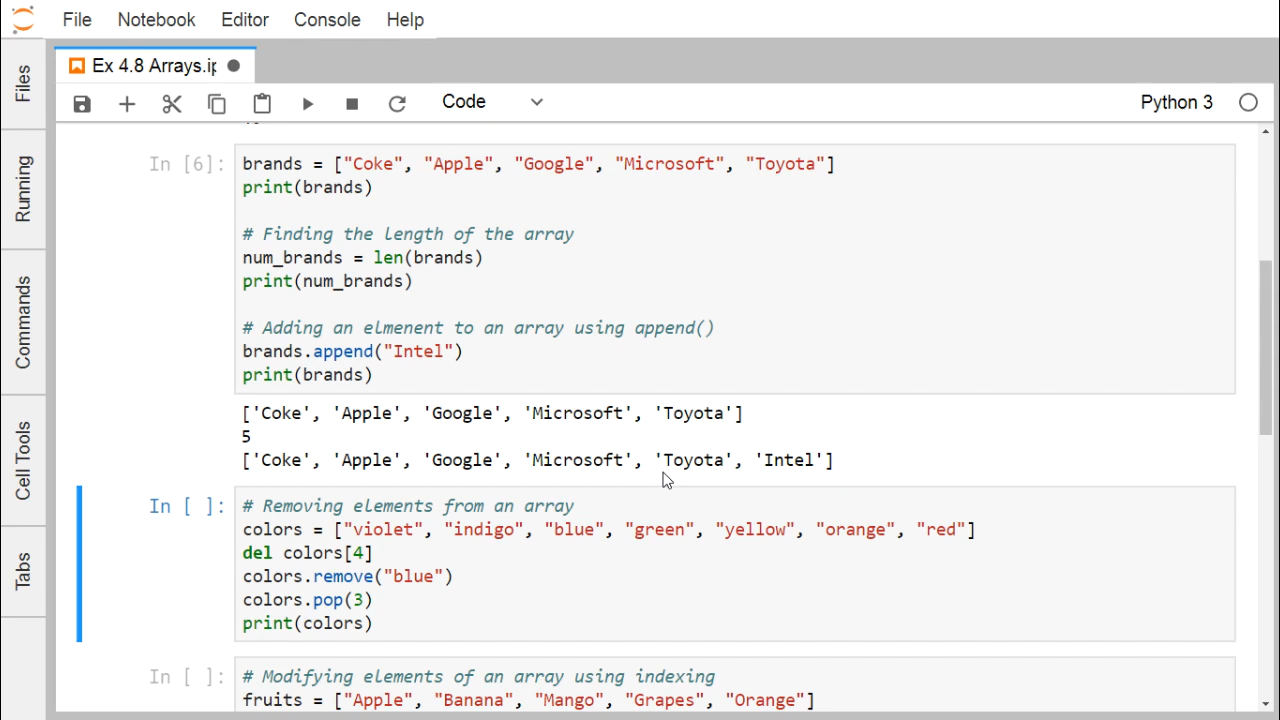 File Notebook Editor Console Help
Ex 4.8 Arrays.ip
Code Python 3
Files
Running
Commands
Cell Tools
Tabs
In [6]:
brands = ["Coke", "Apple", "Google", "Microsoft", "Toyota"]
print(brands)
# Finding the length of the array
num_brands = len(brands)
print(num_brands)
# Adding an elmenent to an array using append()
brands.append("Intel")
print(brands)
['Coke', 'Apple', 'Google', 'Microsoft', 'Toyota']
5
['Coke', 'Apple', 'Google', 'Microsoft', 'Toyota', 'Intel']
In [ ]:
# Removing elements from an array
colors = ["violet", "indigo", "blue", "green", "yellow", "orange", "red"]
del colors[4]
colors.remove("blue")
colors.pop(3)
print(colors)
In [ ]:
# Modifying elements of an array using indexing
fruits = ["Apple", "Banana", "Mango", "Grapes", "Orange"]